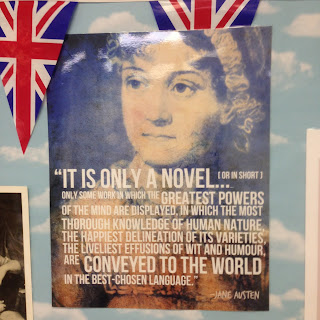 “IT IS ONLY A NOVEL... [ OR IN SHORT ]
ONLY SOME WORK IN WHICH THE GREATEST POWERS
OF THE MIND ARE DISPLAYED, IN WHICH THE MOST
THOROUGH KNOWLEDGE OF HUMAN NATURE,
THE HAPPIEST DELINEATION OF ITS VARIETIES,
THE LIVELIEST EFFUSIONS OF WIT AND HUMOUR,
ARE CONVEYED TO THE WORLD
IN THE BEST-CHOSEN LANGUAGE.”
-JANE AUSTEN